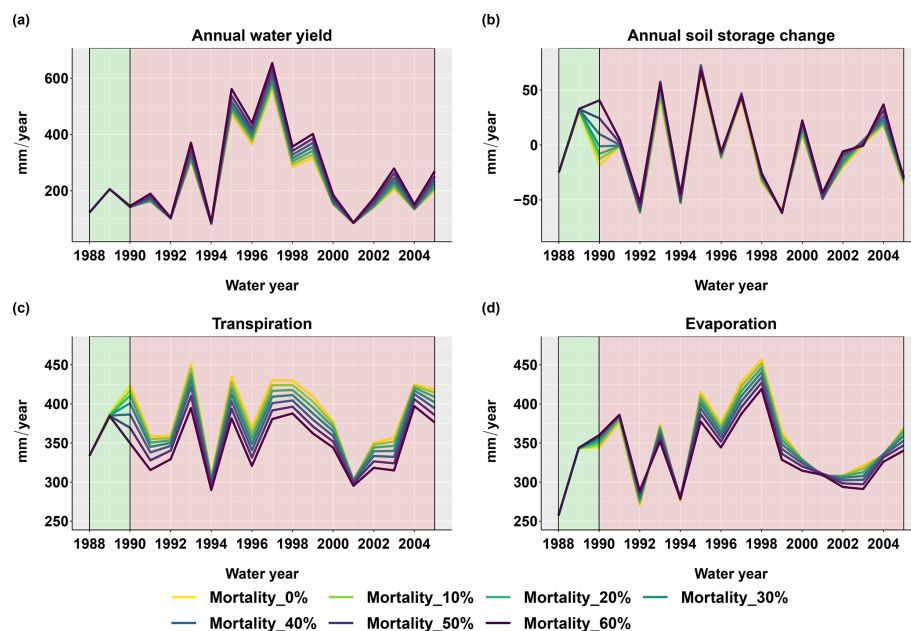 (a)
Annual water yield
mm/year
600
400
200
1988 1990 1992 1994 1996 1998 2000 2002 2004
Water year
(b)
Annual soil storage change
mm/year
50
0
−50
1988 1990 1992 1994 1996 1998 2000 2002 2004
Water year
(c)
Transpiration
mm/year
450
400
350
300
250
1988 1990 1992 1994 1996 1998 2000 2002 2004
Water year
(d)
Evaporation
mm/year
450
400
350
300
250
1988 1990 1992 1994 1996 1998 2000 2002 2004
Water year
Mortality_0% Mortality_10% Mortality_20% Mortality_30%
Mortality_40% Mortality_50% Mortality_60%